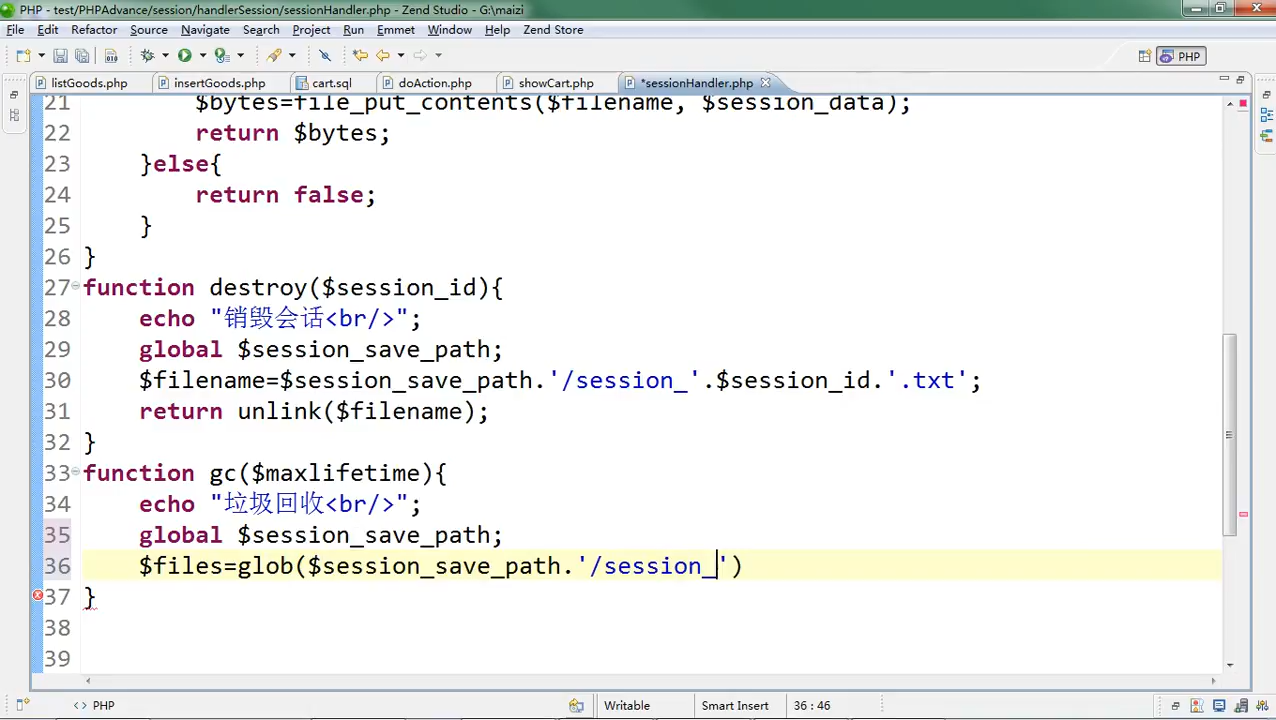 PHP - test/PHPAdvance/session/handlerSession/sessionHandler.php - Zend Studio - G:\maizi
File Edit Refactor Source Navigate Search Project Run Emmet Window Help Zend Store
PHP
listGoods.php insertGoods.php cart.sql doAction.php showCart.php *sessionHandler.php
21 $bytes=file_put_contents($filename, $session_data);
22 return $bytes;
23 }else{
24 return false;
25 }
26 }
27 function destroy($session_id){
28 echo "销毁会话<br/>";
29 global $session_save_path;
30 $filename=$session_save_path.'/session_'.$session_id.'.txt';
31 return unlink($filename);
32 }
33 function gc($maxlifetime){
34 echo "垃圾回收<br/>";
35 global $session_save_path;
36 $files=glob($session_save_path.'/session_')
37 }
38
39
<> PHP Writable Smart Insert 36 : 46